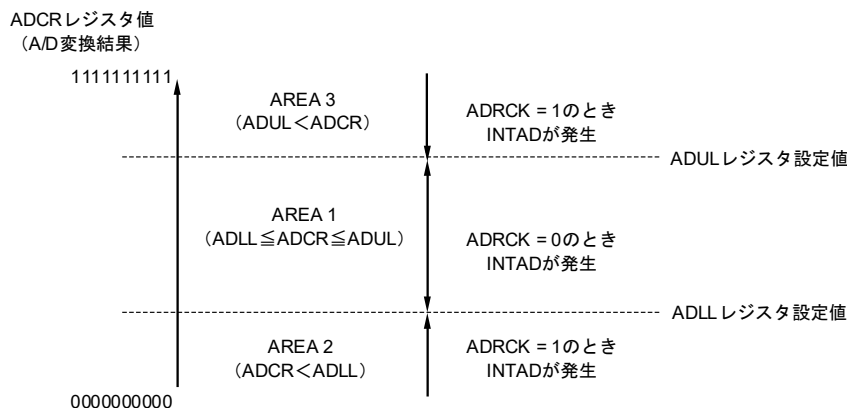 ADCRレジスタ値
（A/D変換結果）
1111111111
AREA 3
（ADUL＜ADCR）
ADRCK = 1のとき
INTADが発生
ADULレジスタ設定値
AREA 1
（ADLL≦ADCR≦ADUL）
ADRCK = 0のとき
INTADが発生
ADLLレジスタ設定値
AREA 2
（ADCR＜ADLL）
ADRCK = 1のとき
INTADが発生
0000000000